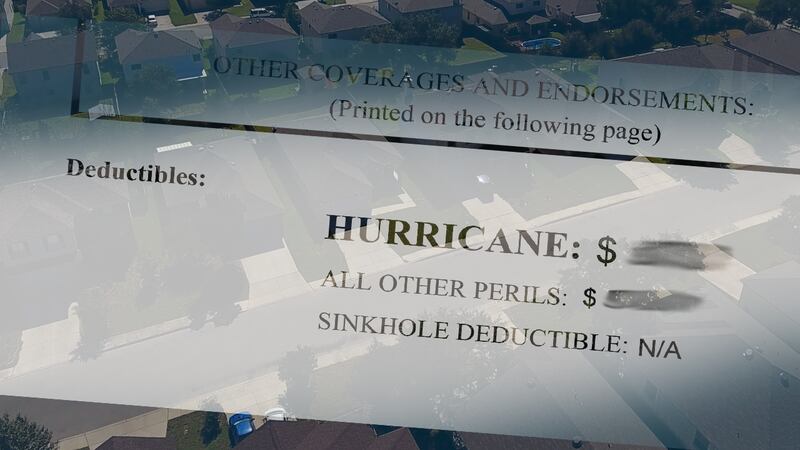 OTHER COVERAGES AND ENDORSEMENTS:
(Printed on the following page)
Deductibles:
HURRICANE: $
ALL OTHER PERILS: $
SINKHOLE DEDUCTIBLE: N/A